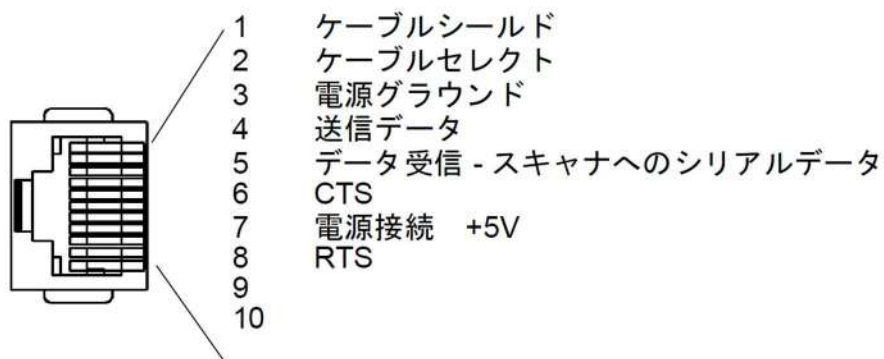 1 ケーブルシールド
2 ケーブルセレクト
3 電源グラウンド
4 送信データ
5 データ受信 - スキャナへのシリアルデータ
6 CTS
7 電源接続 +5V
8 RTS
9
10